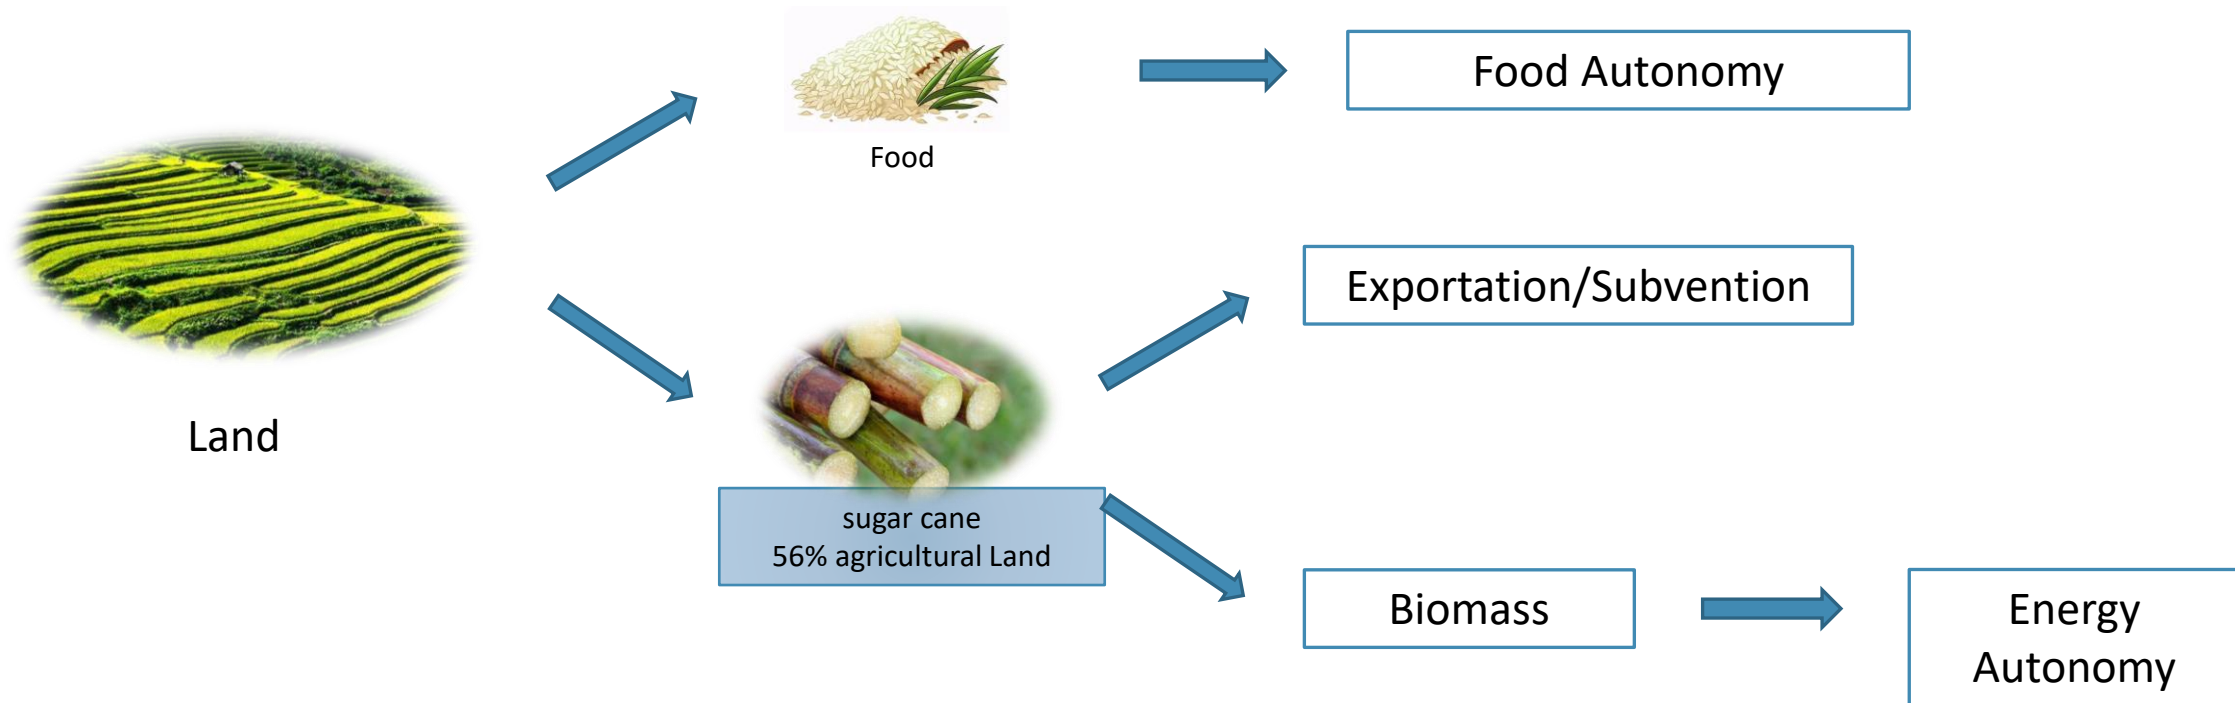 Food Autonomy
Food
Exportation/Subvention
Land
sugar cane
56% agricultural Land
Biomass
Energy
Autonomy